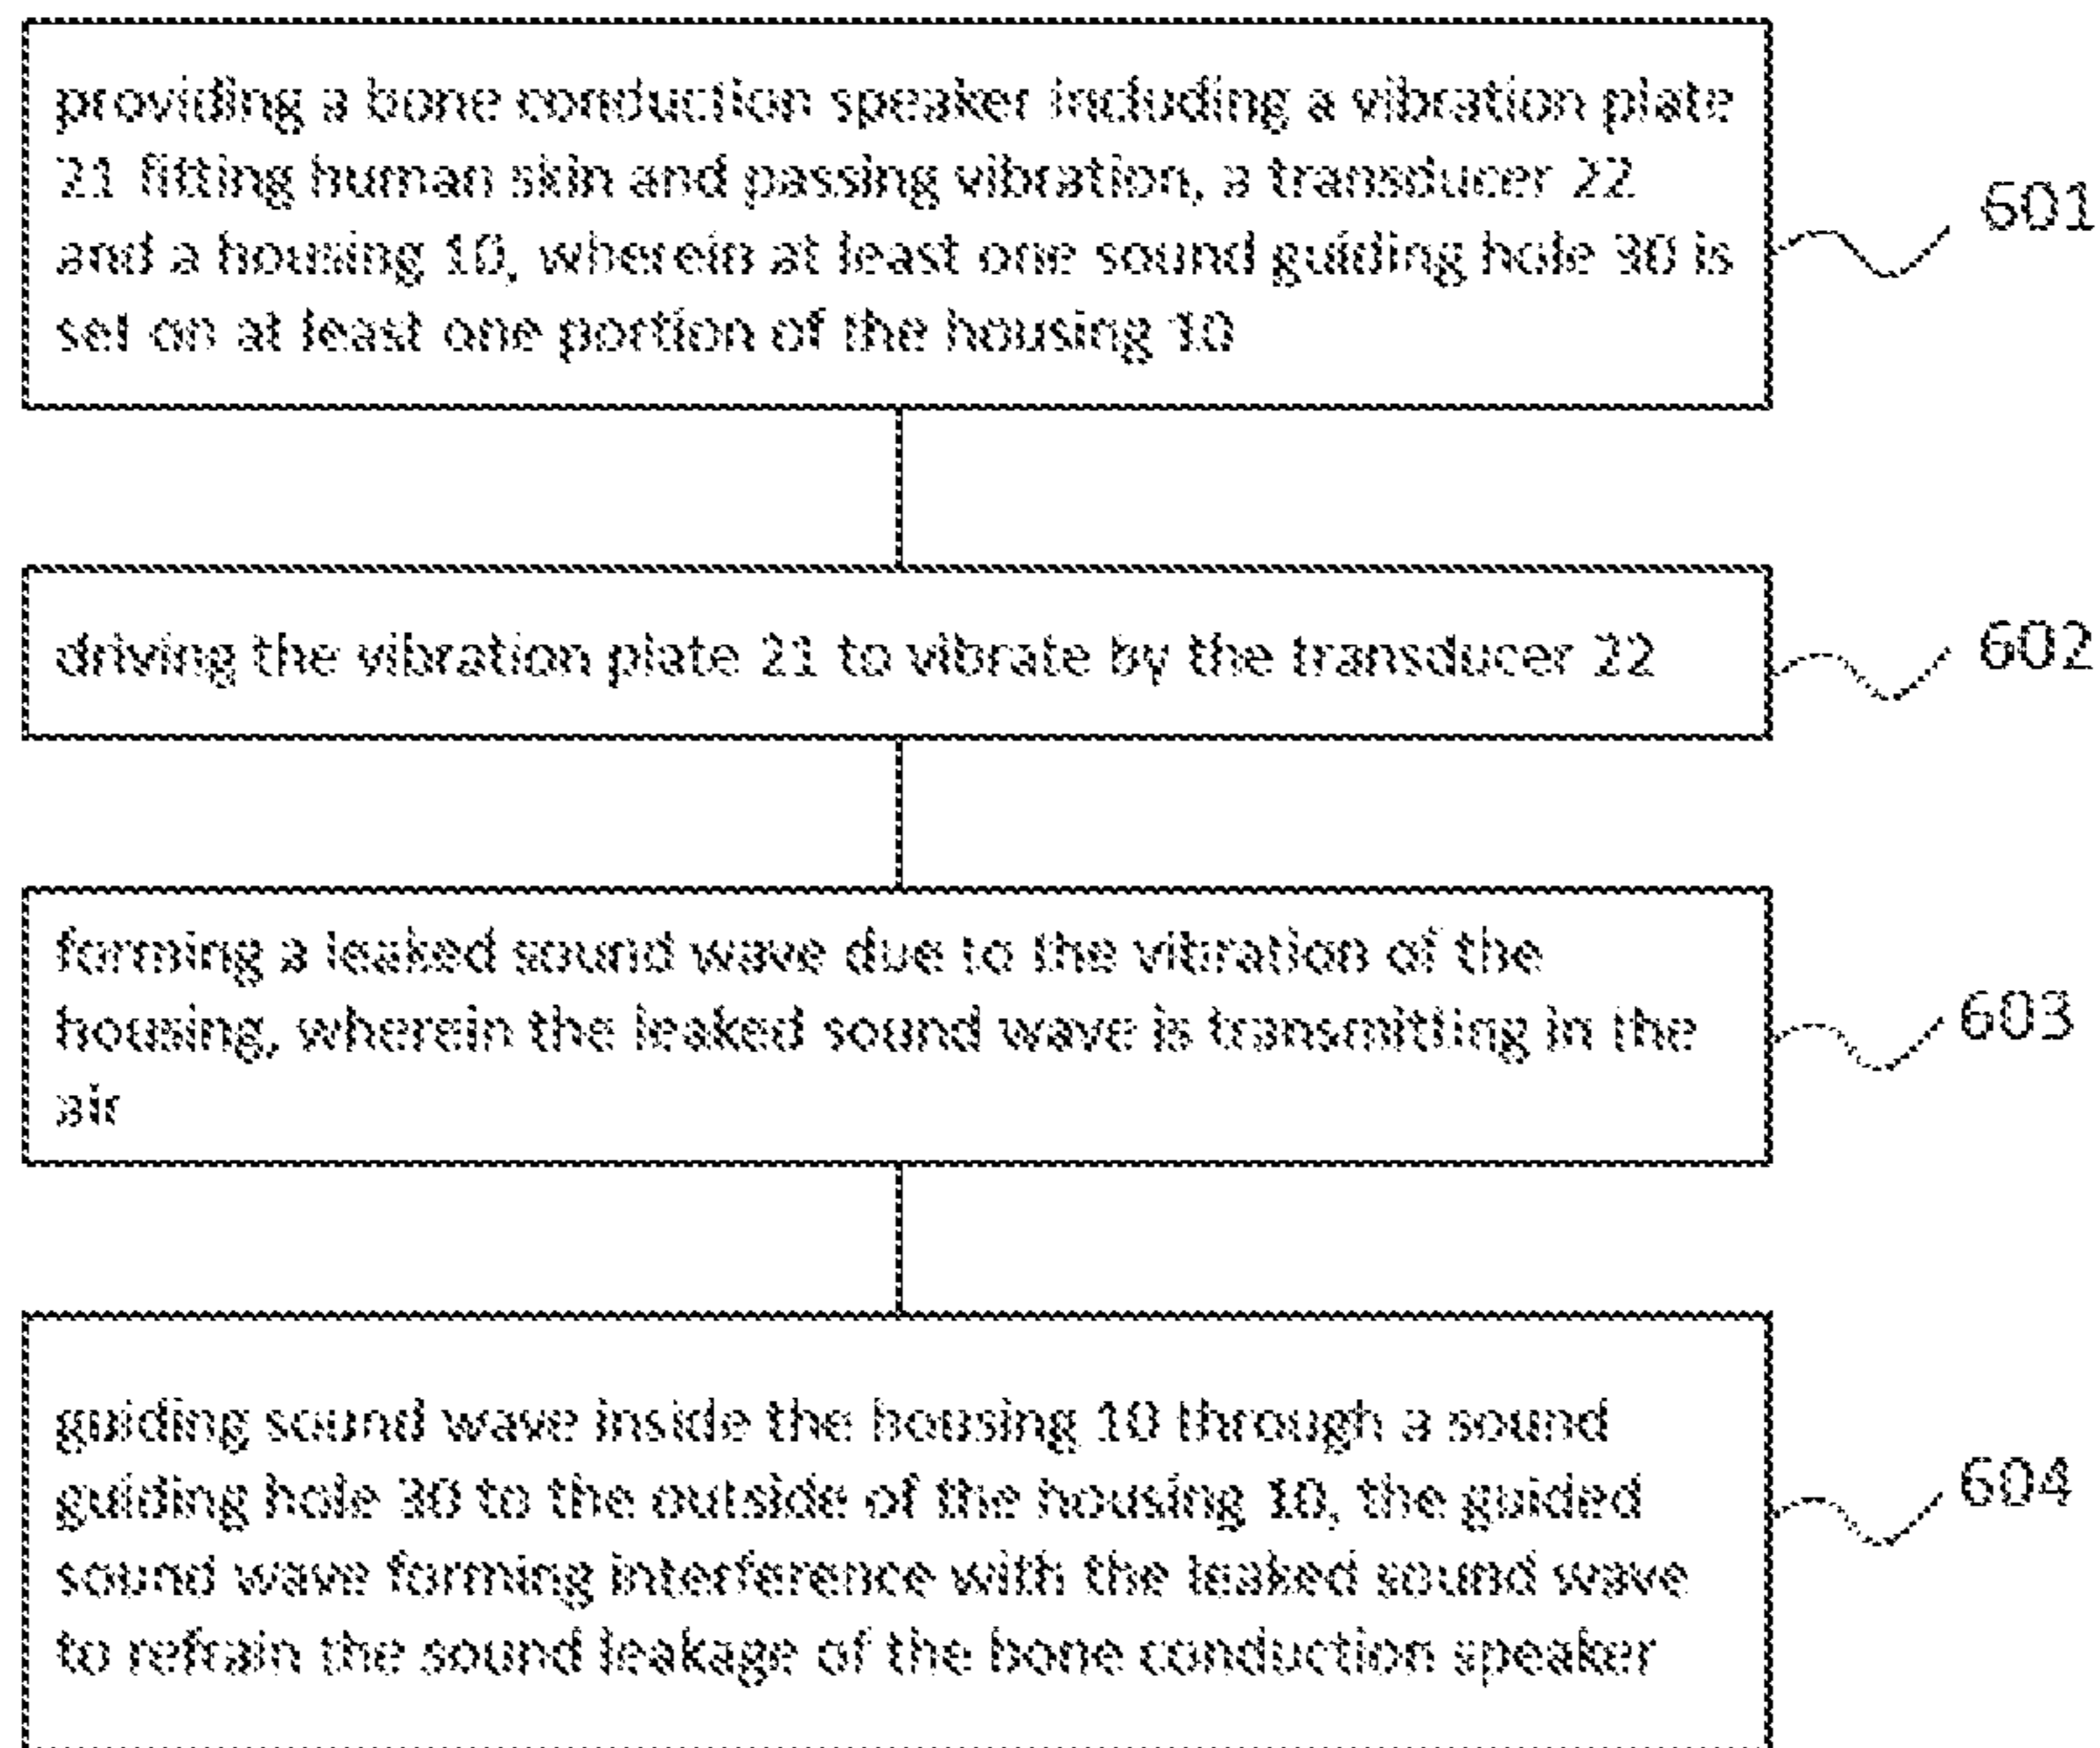 providing a bone conduction speaker including a vibration plate
21 fitting human skin and passing vibration, a transducer 22
and a housing 10, wherein at least one sound guiding hole 30 is
set on at least one portion of the housing 10
601
driving the vibration plate 21 to vibrate by the transducer 22
602
forming a leaked sound wave due to the vibration of the
housing, wherein the leaked sound wave is transmitting in the
air
603
guiding sound wave inside the housing 10 through a sound
guiding hole 30 to the outside of the housing 10, the guided
sound wave forming interference with the leaked sound wave
to refrain the sound leakage of the bone conduction speaker
604